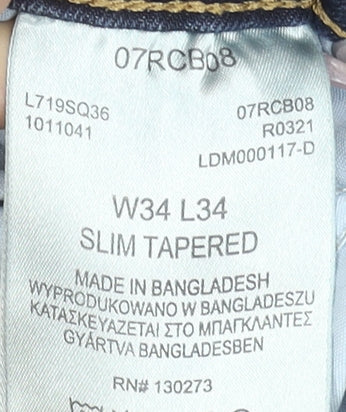 07RCB08
L719SQ36 07RCB08
1011041 R0321
LDM000117-D
W34 L34
SLIM TAPERED
MADE IN BANGLADESH
WYPRODUKOWANO W BANGLADESZU
ΚΑΤΑΣΚΕΥΑΖΕΤΑΙ ΣΤΟ ΜΠΑΓΚΛΑΝΤΕΣ
GYÁRTVA BANGLADESBEN
RN# 130273